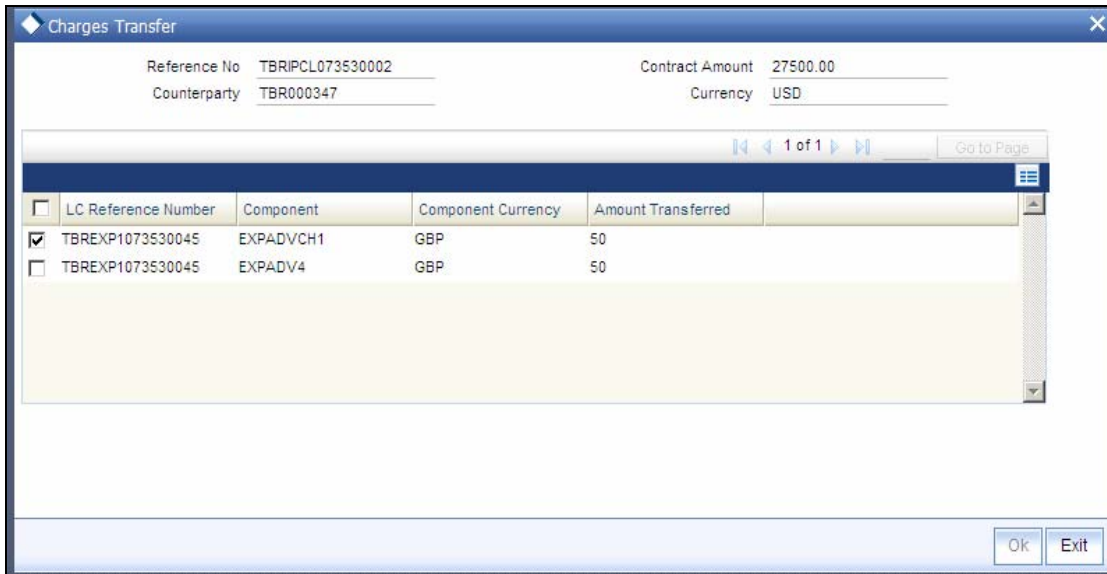 Charges Transfer
Reference No TBRIPCL073530002 Contract Amount 27500.00
Counterparty TBR000347 Currency USD
1 of 1 Go to Page
LC Reference Number Component Component Currency Amount Transferred
TBREXP1073530045 EXPADVCH1 GBP 50
TBREXP1073530045 EXPADV4 GBP 50
Ok Exit